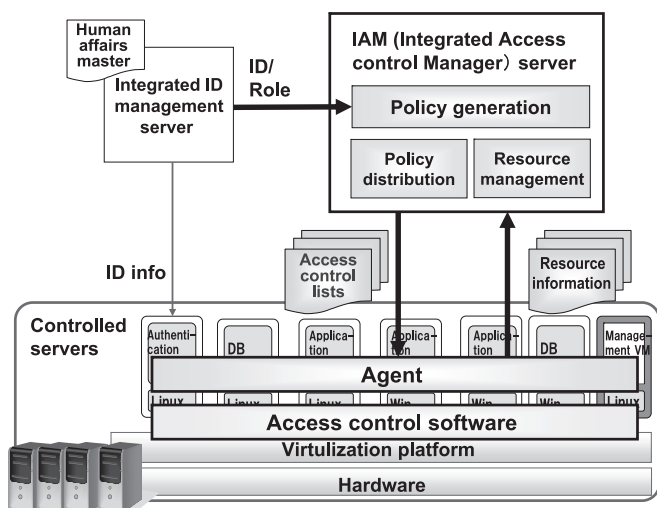 Human
affairs
master
Integrated ID
management
server
ID/
Role
IAM (Integrated Access
control Manager) server
Policy generation
Policy
distribution
Resource
management
ID info
Access
control
lists
Resource
information
Controlled
servers
Authenti-
cation
DB
Applica-
tion
Applica-
tion
Applica-
tion
DB
Manage-
ment VM
Agent
Linux
Linux
Linux
Win
Win
Win
Linux
Access control software
Virtulization platform
Hardware